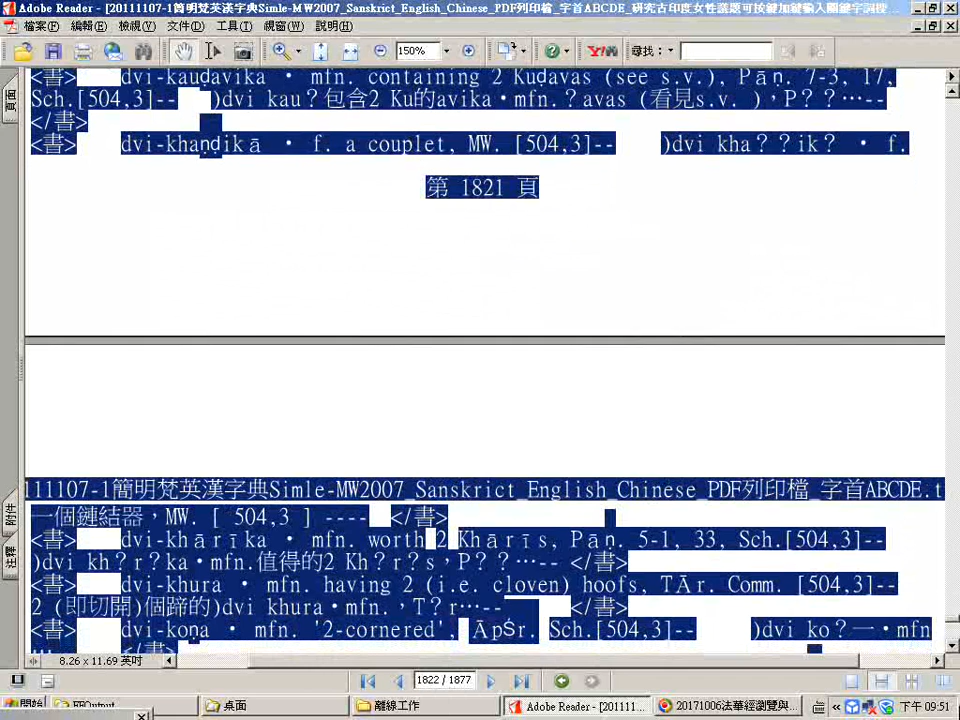 Adobe Reader - [20111107-1簡明梵英漢字典Simle-MW2007_Sanskrict_English_Chinese_PDF列印檔_字首ABCDE_研究古印度女性議題可按鍵加鍵輸入關鍵字詞搜...
檔案(F) 編輯(E) 檢視(V) 文件(D) 工具(T) 視窗(W) 說明(H)
150% Y! 尋找:
頁面
<書> dvi-kauḍavika • mfn. containing 2 Kuḍavas (see s.v.), Pāṇ. 7-3, 17,
Sch.[504,3]-- )dvi kau？包含2 Ku的avika•mfn.？avas (看見s.v. )，P？？…--
</書>
<書> dvi-khaṇḍikā • f. a couplet, MW. [504,3]-- )dvi kha？？ik？ • f.
第 1821 頁
111107-1簡明梵英漢字典Simle-MW2007_Sanskrict_English_Chinese_PDF列印檔_字首ABCDE.t
一個鏈結器，MW. [ 504,3 ] ---- </書>
<書> dvi-khārīka • mfn. worth 2 Khārīs, Pāṇ. 5-1, 33, Sch.[504,3]--
)dvi kh？r？ka•mfn.值得的2 Kh？r？s，P？？…-- </書>
<書> dvi-khura • mfn. having 2 (i.e. cloven) hoofs, TĀr. Comm. [504,3]--
2 (即切開)個蹄的)dvi khura•mfn.，T？r…-- </書>
<書> dvi-koṇa • mfn. '2-cornered', ĀpŚr. Sch.[504,3]-- )dvi ko？一•mfn
…-- </書>
附件
注釋
8.26 x 11.69 英吋
1822 / 1877
開始 FFOutput 桌面 離線工作 Adobe Reader - [201111... 20171006法華經瀏覽與... « 下午 09:51